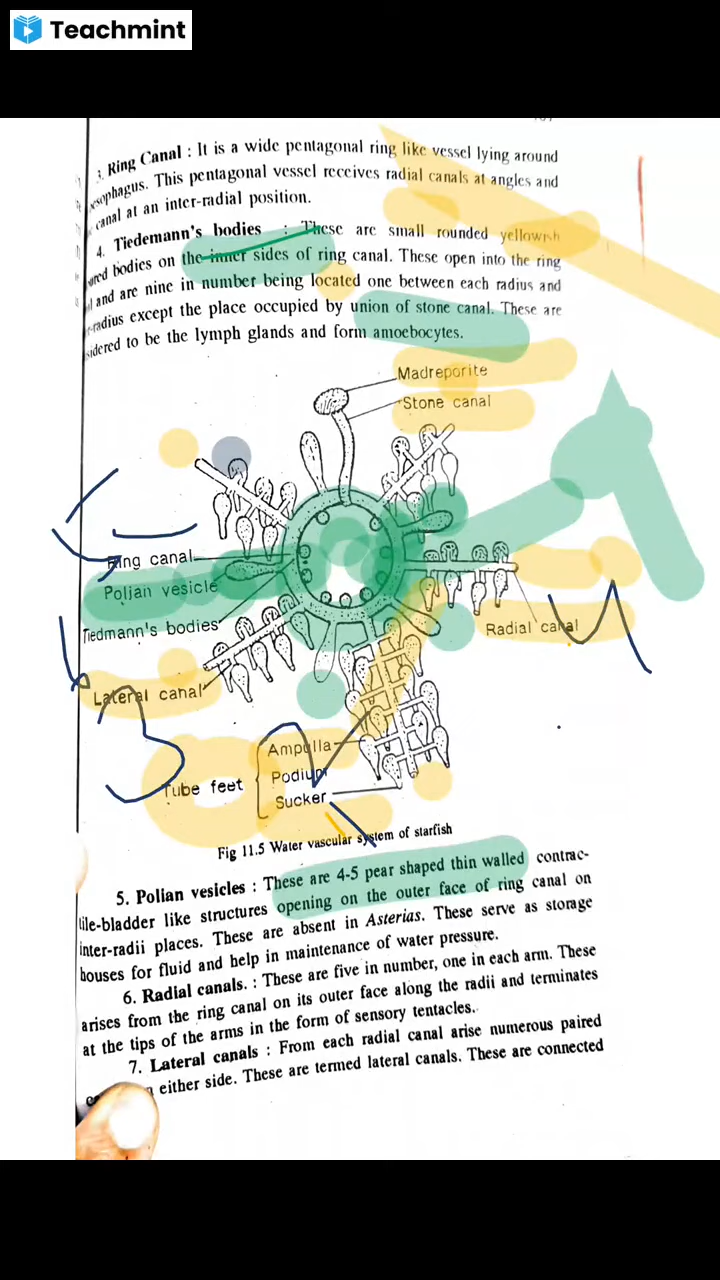 Teachmint
3. Ring Canal : It is a wide pentagonal ring like vessel lying around
esophagus. This pentagonal vessel receives radial canals at angles and
canal at an inter-radial position.
4. Tiedemann's bodies : These are small rounded yellowish
ured bodies on the inner sides of ring canal. These open into the ring
and are nine in number being located one between each radius and
-radius except the place occupied by union of stone canal. These are
sidered to be the lymph glands and form amoebocytes.
Madreporite
Stone canal
Ring canal
Polian vesicle
Tiedmann's bodies
Radial canal
Lateral canal
Ampulla
Tube feet
Podium
Sucker
Fig 11.5 Water vascular system of starfish
5. Polian vesicles : These are 4-5 pear shaped thin walled contrac-
tile-bladder like structures opening on the outer face of ring canal on
inter-radii places. These are absent in Asterias. These serve as storage
houses for fluid and help in maintenance of water pressure.
6. Radial canals. : These are five in number, one in each arm. These
arises from the ring canal on its outer face along the radii and terminates
at the tips of the arms in the form of sensory tentacles.
7. Lateral canals : From each radial canal arise numerous paired
either side. These are termed lateral canals. These are connected